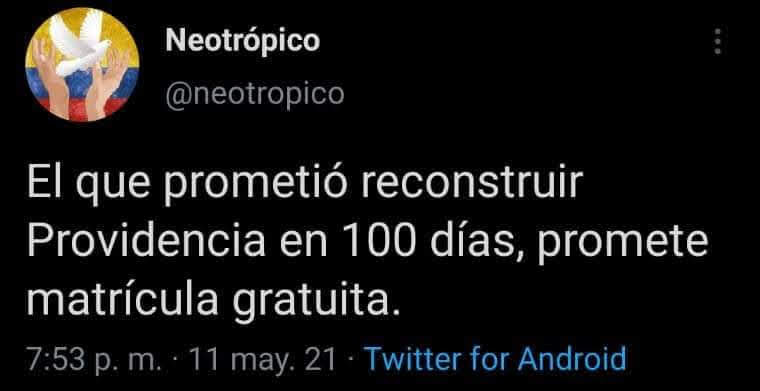 Neotrópico
@neotropico
El que prometió reconstruir
Providencia en 100 días, promete
matrícula gratuita.
7:53 p. m. · 11 may. 21 · Twitter for Android